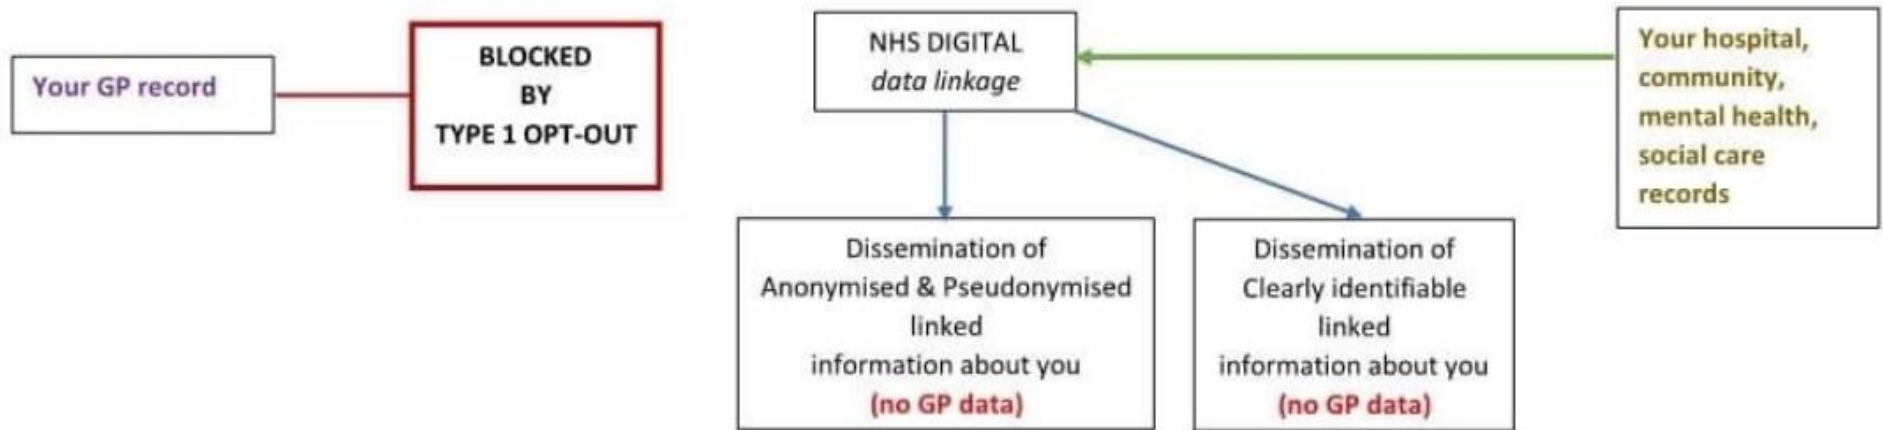 Your GP record
BLOCKED
BY
TYPE 1 OPT-OUT
NHS DIGITAL
data linkage
Your hospital,
community,
mental health,
social care
records
Dissemination of
Anonymised & Pseudonymised
linked
information about you
(no GP data)
Dissemination of
Clearly identifiable
linked
information about you
(no GP data)